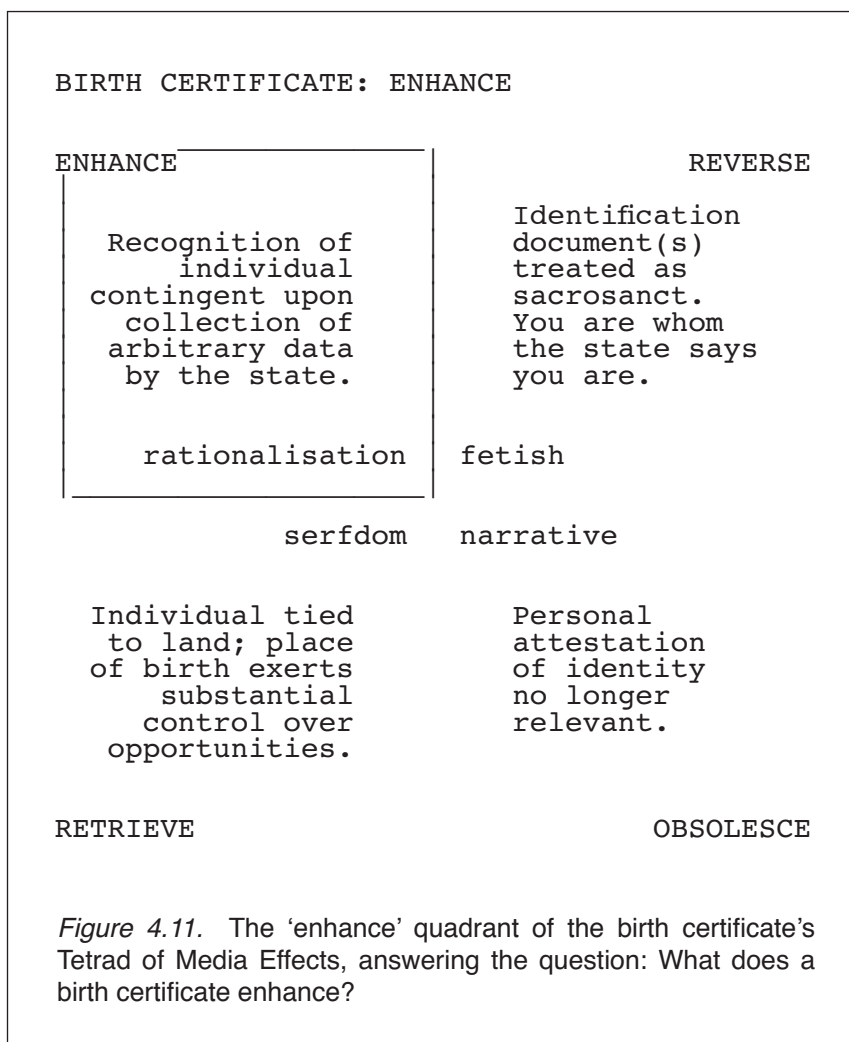 BIRTH CERTIFICATE: ENHANCE
ENHANCE
REVERSE
Recognition of
individual
contingent upon
collection of
arbitrary data
by the state.
rationalisation
Identification
document(s)
treated as
sacrosanct.
You are whom
the state says
you are.
fetish
serfdom
Individual tied
to land; place
of birth exerts
substantial
control over
opportunities.
RETRIEVE
narrative
Personal
attestation
of identity
no longer
relevant.
OBSOLESCE
Figure 4.11. The ‘enhance’ quadrant of the birth certificate’s
Tetrad of Media Effects, answering the question: What does a
birth certificate enhance?